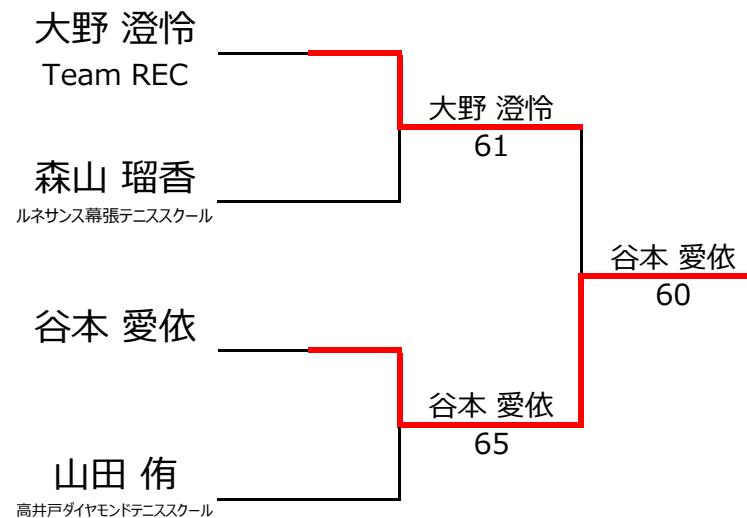 大野 澄怜
Team REC
大野 澄怜
61
森山 瑠香
ルネサンス幕張テニススクール
谷本 愛依
60
谷本 愛依
谷本 愛依
65
山田 侑
高井戸ダイヤモンドテニススクール